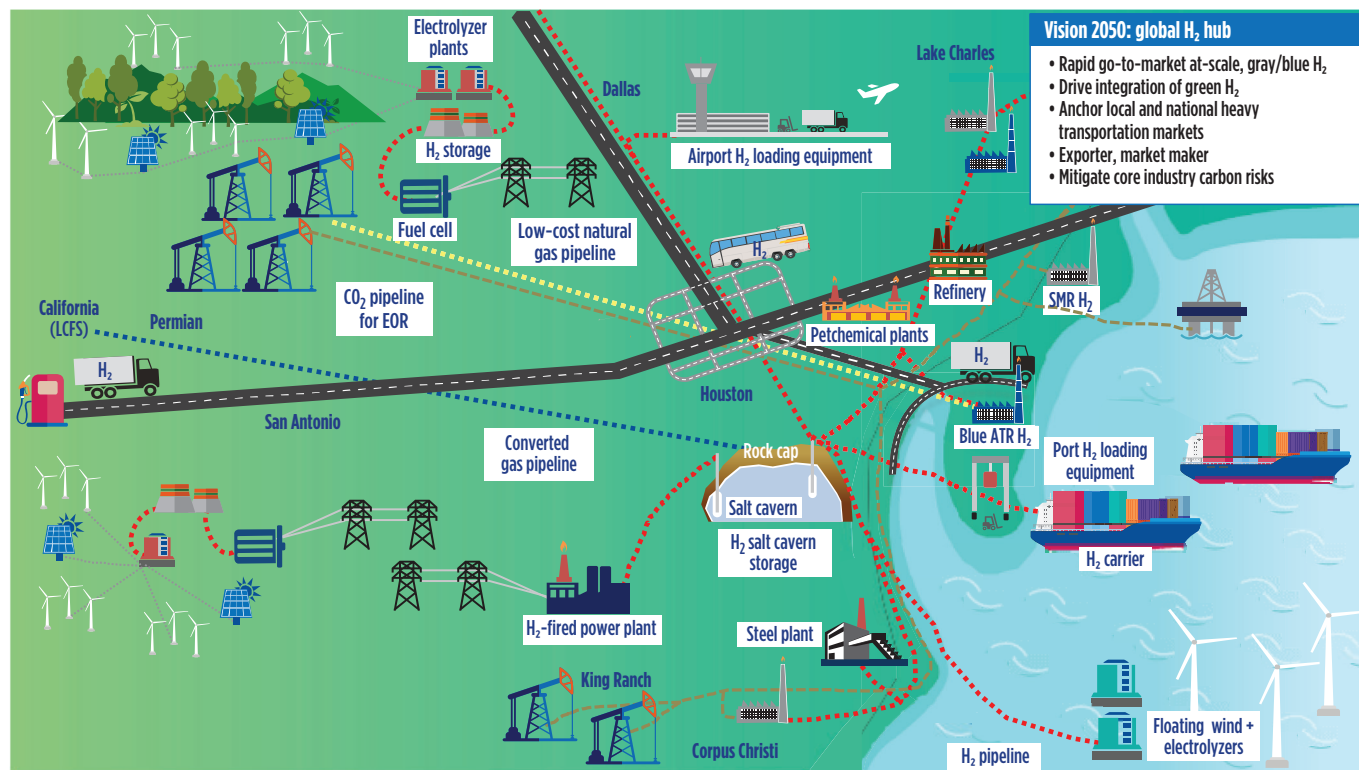 Electrolyzer
plants
Dallas
Lake Charles
Vision 2050: global H₂ hub
• Rapid go-to-market at-scale, gray/blue H₂
• Drive integration of green H₂
• Anchor local and national heavy
transportation markets
• Exporter, market maker
• Mitigate core industry carbon risks
H₂ storage
Airport H₂ loading equipment
Fuel cell
Low-cost natural
gas pipeline
H₂
Refinery
SMR H₂
CO₂ pipeline
for EOR
California
(LCFS)
Permian
Petchemical plants
H₂
H₂
Houston
San Antonio
Blue ATR H₂
Converted
gas pipeline
Rock cap
Salt cavern
Port H₂ loading
equipment
H₂ salt cavern
storage
H₂ carrier
H₂-fired power plant
Steel plant
King Ranch
Corpus Christi
Floating wind +
electrolyzers
H₂ pipeline